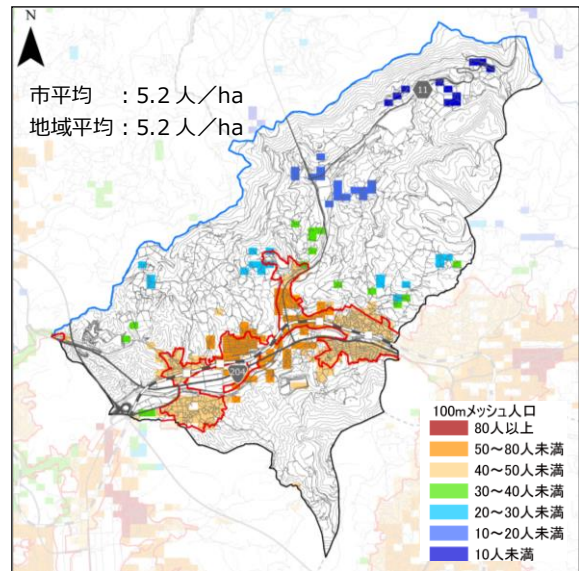 N
市平均　：5.2 人／ha
地域平均：5.2 人／ha
11
207
100mメッシュ人口
80人以上
50～80人未満
40～50人未満
30～40人未満
20～30人未満
10～20人未満
10人未満